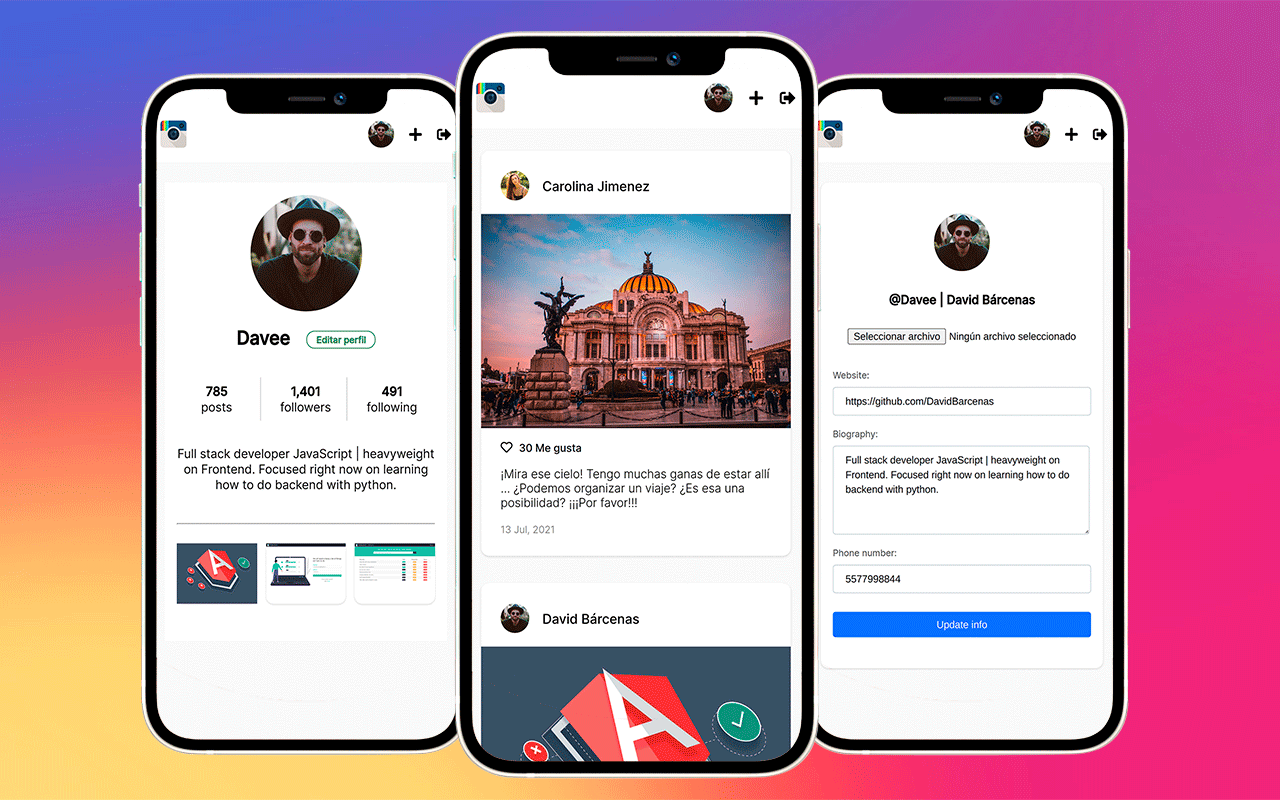 Davee
Editar perfil
785
posts
1,401
followers
491
following
Full stack developer JavaScript | heavyweight
on Frontend. Focused right now on learning
how to do backend with python.
Carolina Jimenez
30 Me gusta
¡Mira ese cielo! Tengo muchas ganas de estar allí
... ¿Podemos organizar un viaje? ¿Es esa una
posibilidad? ¡¡¡Por favor!!!
13 Jul, 2021
David Bárcenas
A
@Davee | David Bárcenas
Seleccionar archivo Ningún archivo seleccionado
Website:
https://github.com/DavidBarcenas
Biography:
Full stack developer JavaScript | heavyweight on
Frontend. Focused right now on learning how to do
backend with python.
Phone number:
5577998844
Update info